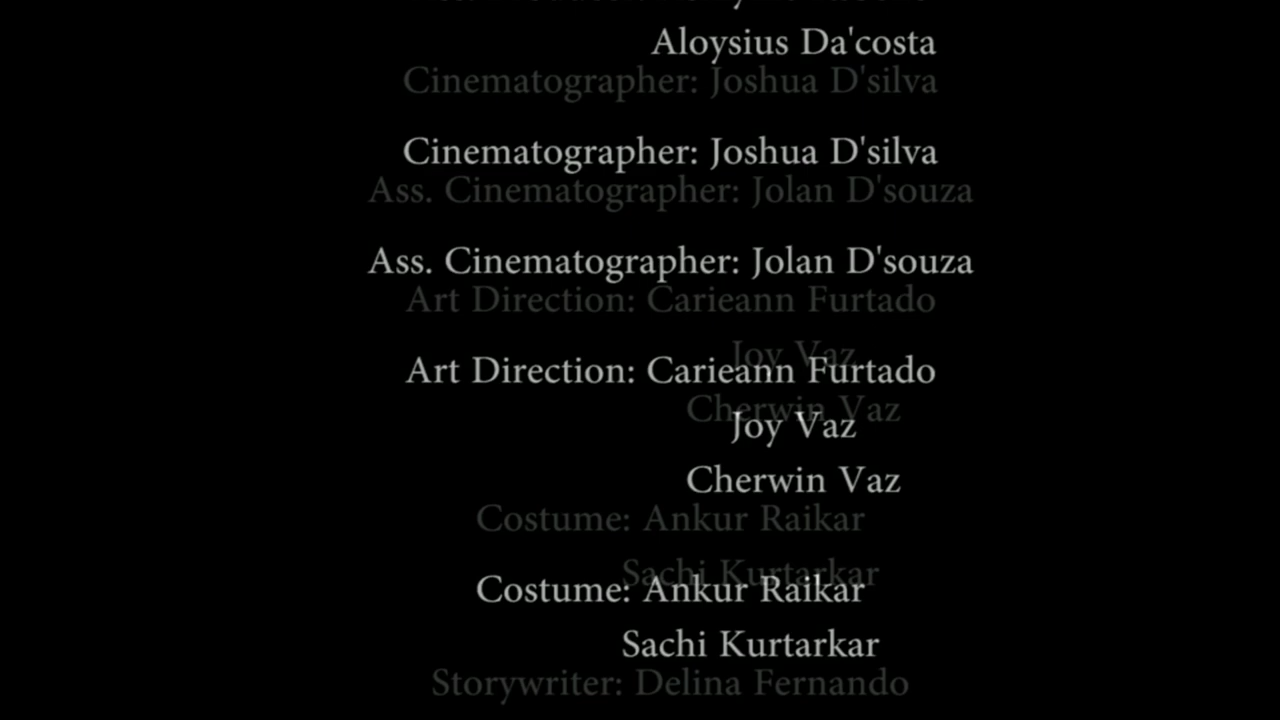 Aloysius Da'costa
Cinematographer: Joshua D'silva
Cinematographer: Joshua D'silva
Ass. Cinematographer: Jolan D'souza
Ass. Cinematographer: Jolan D'souza
Art Direction: Carieann Furtado
Joy Vaz
Art Direction: Carieann Furtado
Cherwin Vaz
Joy Vaz
Cherwin Vaz
Costume: Ankur Raikar
Sachi Kurtarkar
Costume: Ankur Raikar
Sachi Kurtarkar
Storywriter: Delina Fernando